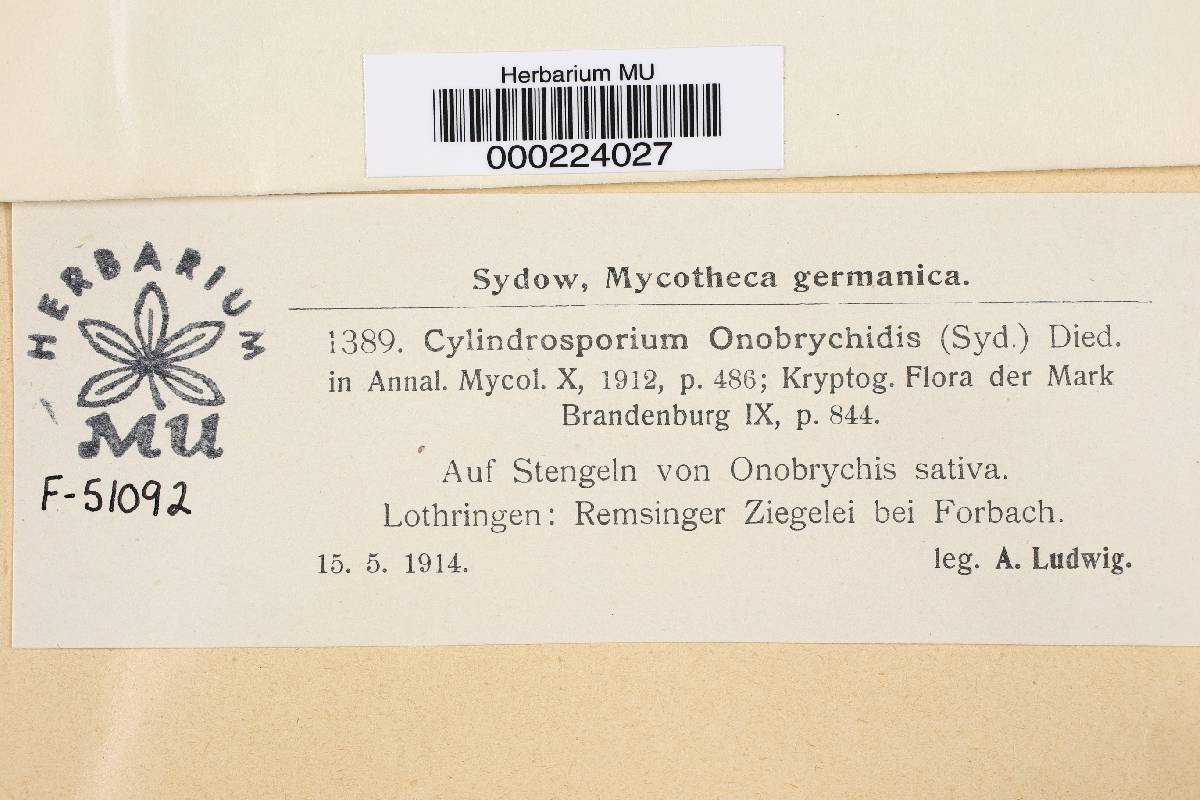 Herbarium MU
000224027
HERBARIUM
MU
F-51092
Sydow, Mycotheca germanica.
1389. Cylindrosporium Onobrychidis (Syd.) Died.
in Annal. Mycol. X, 1912, p. 486; Kryptog. Flora der Mark
Brandenburg IX, p. 844.
Auf Stengeln von Onobrychis sativa.
Lothringen: Remsinger Ziegelei bei Forbach.
15. 5. 1914. leg. A. Ludwig.